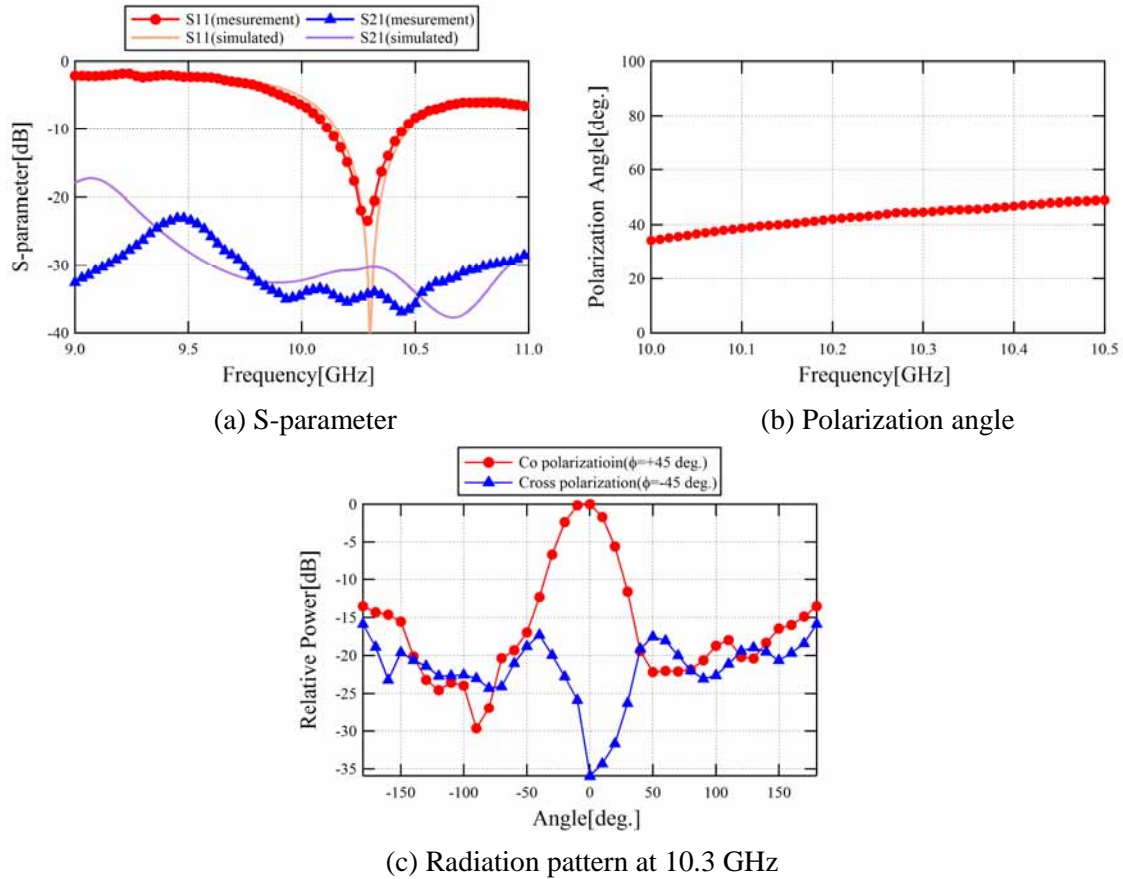 S11(mesurement) S21(mesurement)
S11(simulated) S21(simulated)
0
-10
-20
-30
-40
S-parameter[dB]
9.0 9.5 10.0 10.5 11.0
Frequency[GHz]
(a) S-parameter
100
80
60
40
20
0
Polarization Angle[deg.]
10.0 10.1 10.2 10.3 10.4 10.5
Frequency[GHz]
(b) Polarization angle
Co polarizatioin(ϕ=+45 deg.)
Cross polarization(ϕ=-45 deg.)
0
-5
-10
-15
-20
-25
-30
-35
Relative Power[dB]
-150 -100 -50 0 50 100 150
Angle[deg.]
(c) Radiation pattern at 10.3 GHz